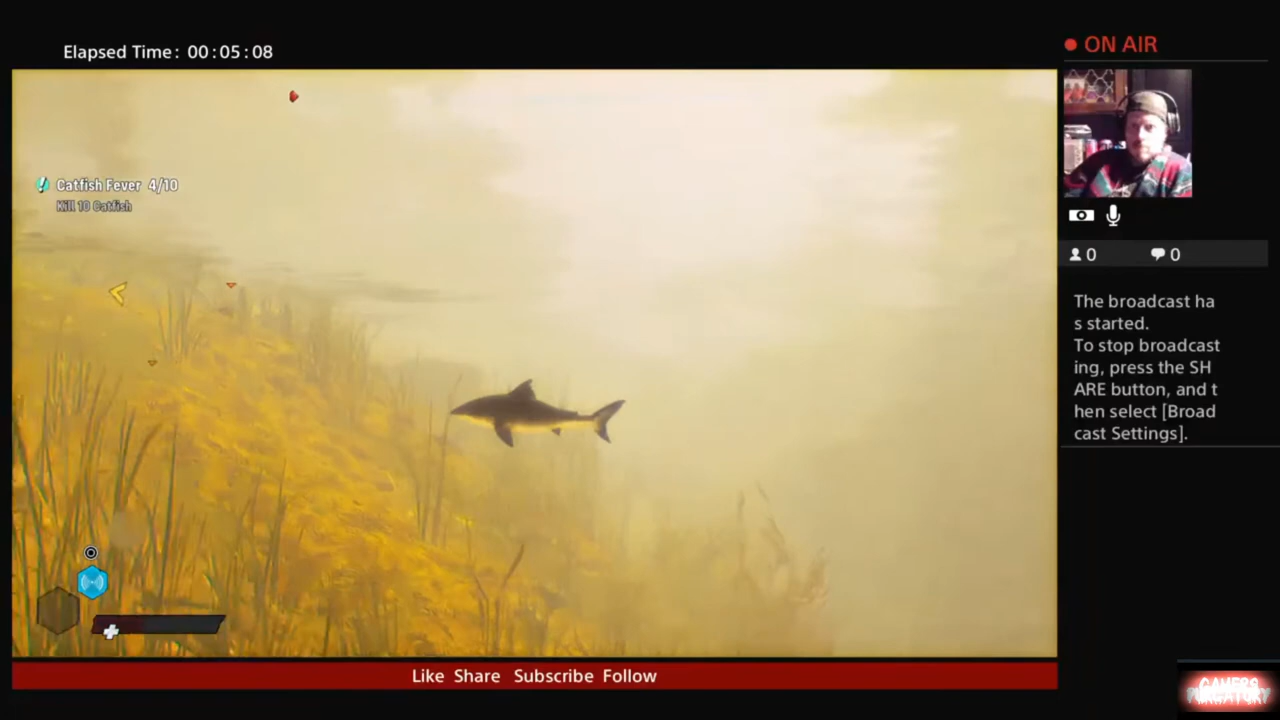 Elapsed Time: 00:05:08
ON AIR
Catfish Fever 4/10
Kill 10 Catfish
0 0
The broadcast ha
s started.
To stop broadcast
ing, press the SH
ARE button, and t
hen select [Broad
cast Settings].
Like Share Subscribe Follow
GAMERS
PURGATORY